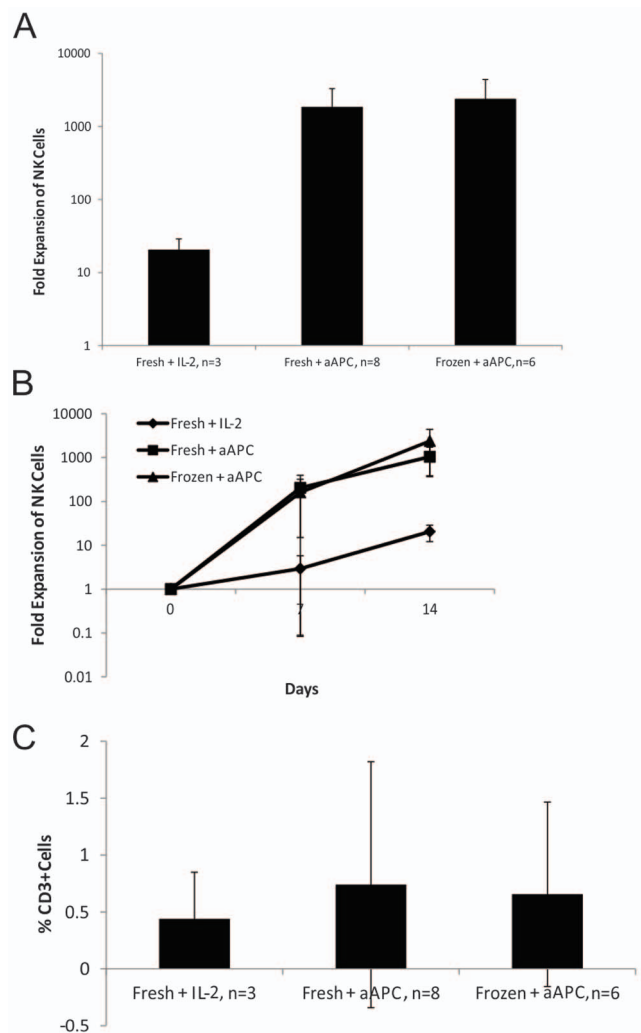 A
10000
1000
100
10
1
Fold Expansion of NK Cells
Fresh + IL-2, n=3
Fresh + aAPC, n=8
Frozen + aAPC,n=6
B
10000
1000
100
10
1
0.1
0.01
Fold Expansion of NK Cells
Fresh + IL-2
Fresh + aAPC
Frozen + aAPC
0
7
14
Days
C
2
1.5
1
0.5
0
-0.5
% CD3+Cells
Fresh + IL-2, n=3
Fresh + aAPC, n=8
Frozen + aAPC, n=6